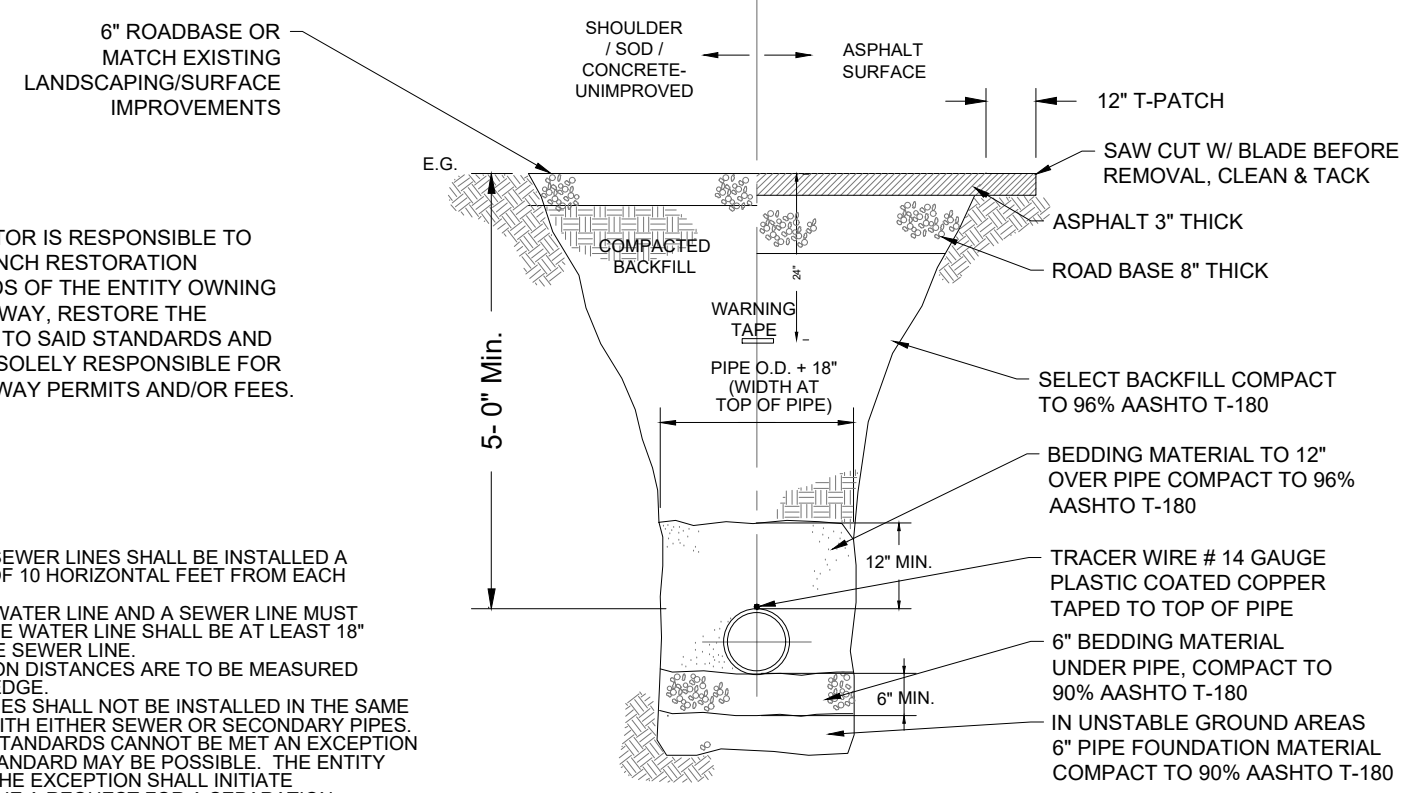 6" ROADBASE OR
MATCH EXISTING
LANDSCAPING/SURFACE
IMPROVEMENTS
SHOULDER
/ SOD /
CONCRETE-
UNIMPROVED
ASPHALT
SURFACE
12" T-PATCH
SAW CUT W/ BLADE BEFORE
REMOVAL, CLEAN & TACK
ASPHALT 3" THICK
ROAD BASE 8" THICK
E.G.
COMPACTED
BACKFILL
24"
WARNING
TAPE
PIPE O.D. + 18"
(WIDTH AT
TOP OF PIPE)
5- 0" Min.
SELECT BACKFILL COMPACT
TO 96% AASHTO T-180
BEDDING MATERIAL TO 12"
OVER PIPE COMPACT TO 96%
AASHTO T-180
12" MIN.
TRACER WIRE # 14 GAUGE
PLASTIC COATED COPPER
TAPED TO TOP OF PIPE
6" BEDDING MATERIAL
UNDER PIPE, COMPACT TO
90% AASHTO T-180
6" MIN.
IN UNSTABLE GROUND AREAS
6" PIPE FOUNDATION MATERIAL
COMPACT TO 90% AASHTO T-180
TOR IS RESPONSIBLE TO
NCH RESTORATION
DS OF THE ENTITY OWNING
WAY, RESTORE THE
TO SAID STANDARDS AND
SOLELY RESPONSIBLE FOR
WAY PERMITS AND/OR FEES.
SEWER LINES SHALL BE INSTALLED A
OF 10 HORIZONTAL FEET FROM EACH
WATER LINE AND A SEWER LINE MUST
E WATER LINE SHALL BE AT LEAST 18"
E SEWER LINE.
ON DISTANCES ARE TO BE MEASURED
EDGE.
ES SHALL NOT BE INSTALLED IN THE SAME
ITH EITHER SEWER OR SECONDARY PIPES.
STANDARDS CANNOT BE MET AN EXCEPTION
ANDARD MAY BE POSSIBLE. THE ENTITY
HE EXCEPTION SHALL INITIATE